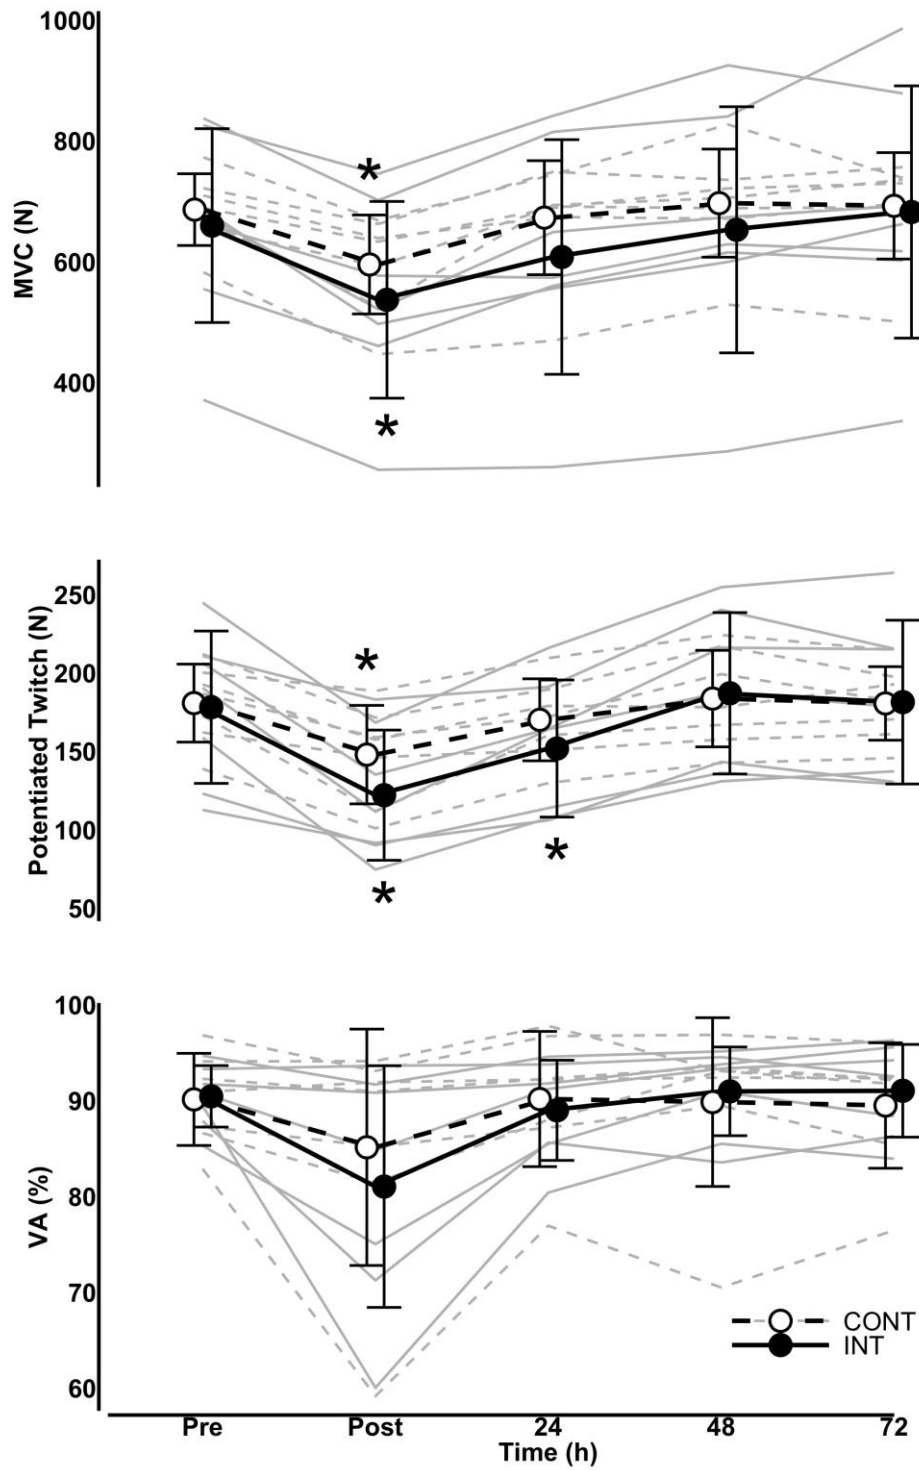 1000
800
600
400
MVC (N)
*
*
250
200
150
100
50
Potentiated Twitch (N)
*
*
*
100
90
80
70
60
VA (%)
CONT
INT
Pre Post 24 48 72
Time (h)